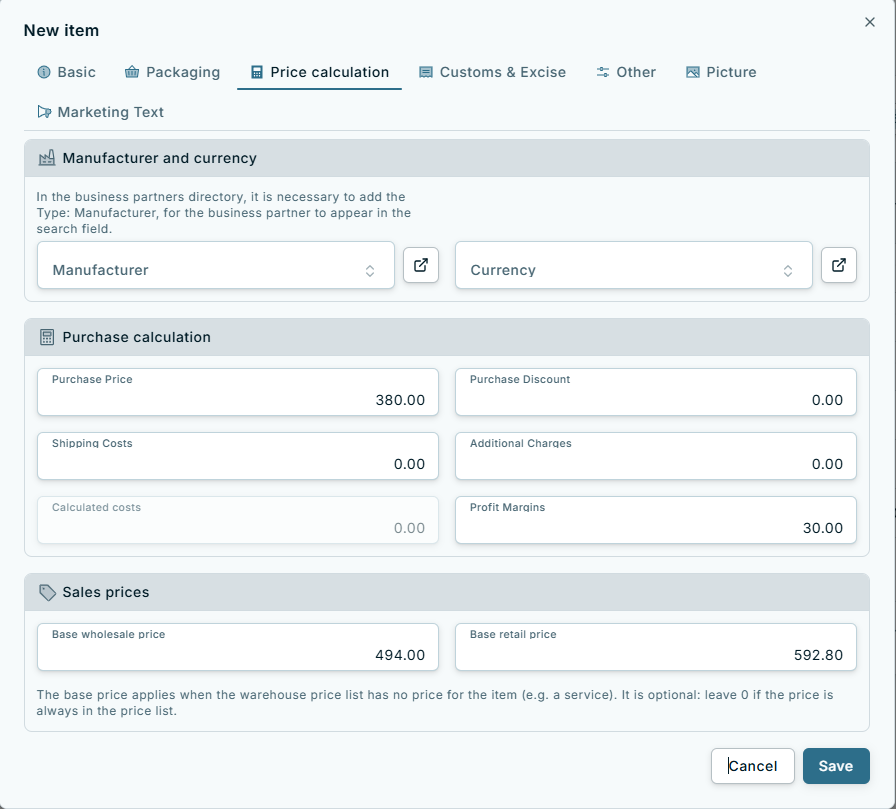 New item
Basic
Packaging
Price calculation
Customs & Excise
Other
Picture
Marketing Text
Manufacturer and currency
In the business partners directory, it is necessary to add the
Type: Manufacturer, for the business partner to appear in the
search field.
Manufacturer
Currency
Purchase calculation
Purchase Price
380.00
Purchase Discount
0.00
Shipping Costs
0.00
Additional Charges
0.00
Calculated costs
0.00
Profit Margins
30.00
Sales prices
Base wholesale price
494.00
Base retail price
592.80
The base price applies when the warehouse price list has no price for the item (e.g. a service). It is optional: leave 0 if the price is
always in the price list.
Cancel
Save